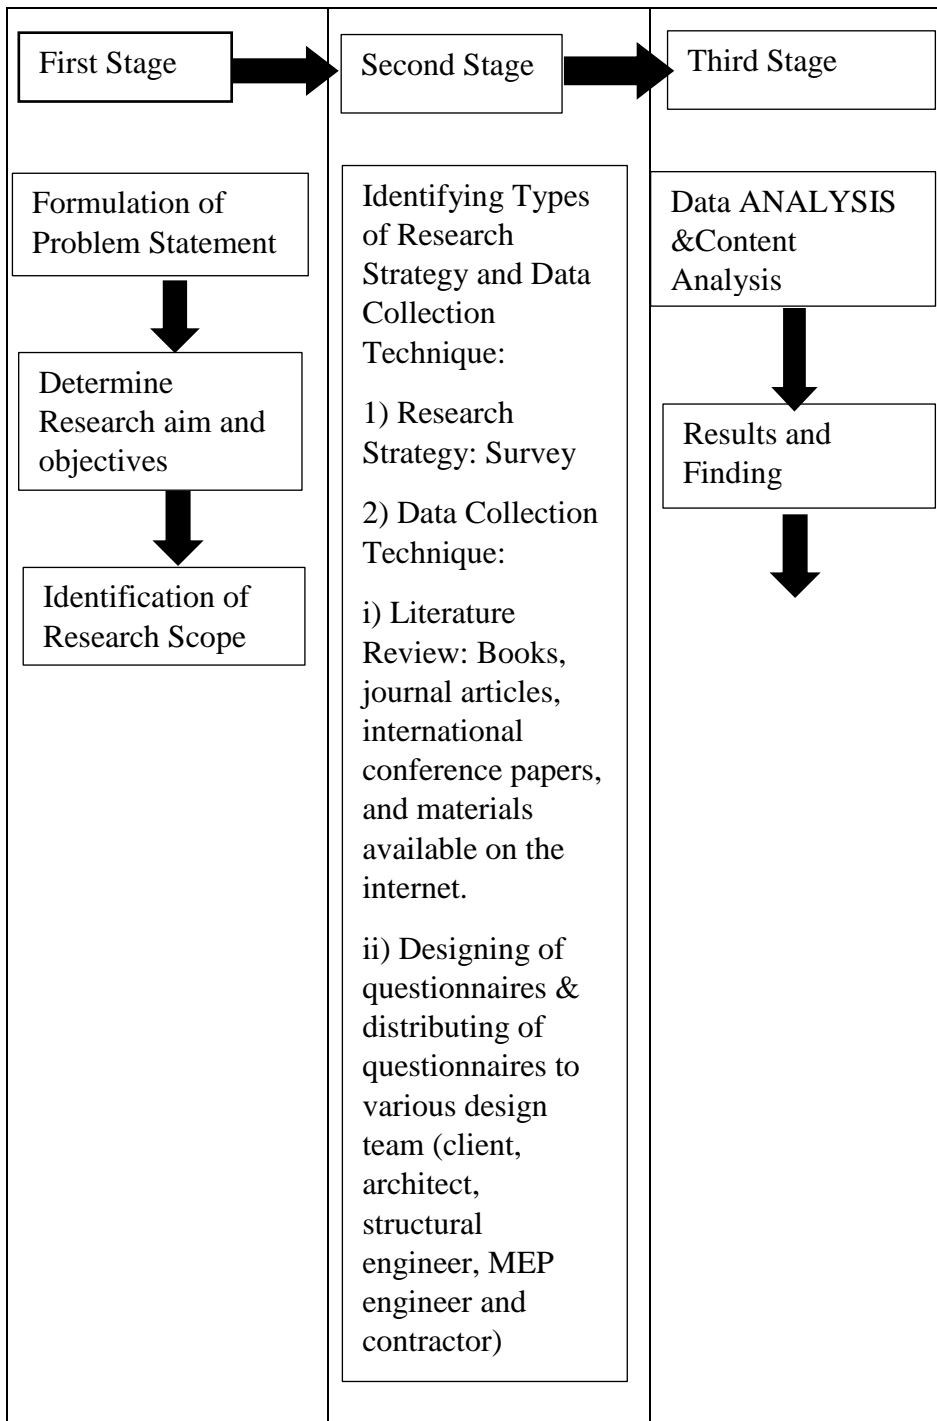 First Stage
Second Stage
Third Stage
Formulation of
Problem Statement
Determine
Research aim and
objectives
Identification of
Research Scope
Identifying Types
of Research
Strategy and Data
Collection
Technique:
1) Research
Strategy: Survey
2) Data Collection
Technique:
i) Literature
Review: Books,
journal articles,
international
conference papers,
and materials
available on the
internet.
ii) Designing of
questionnaires &
distributing of
questionnaires to
various design
team (client,
architect,
structural
engineer, MEP
engineer and
contractor)
Data ANALYSIS
&Content
Analysis
Results and
Finding